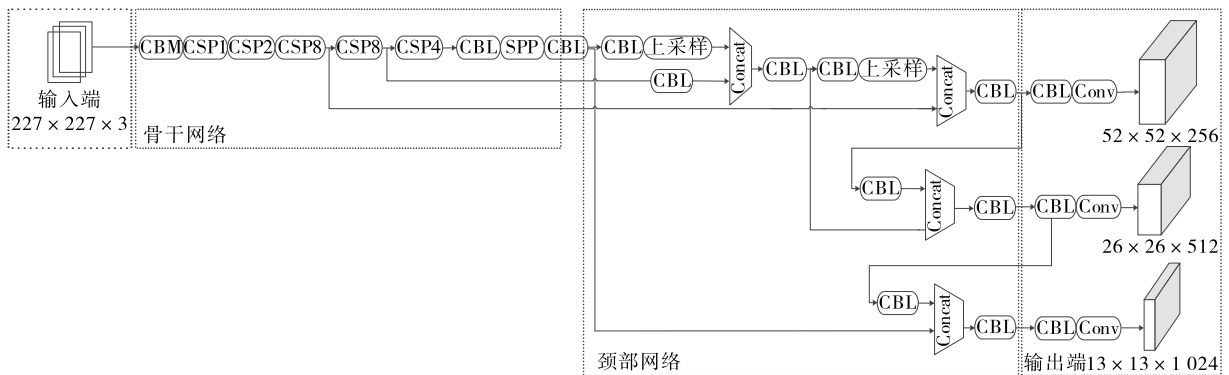 CBM CSP1 CSP2 CSP8 CSP8 CSP4 CBL SPP CBL CBL 上采样
CBL
Concat
CBL CBL 上采样
Concat
CBL CBL Conv
输入端
227 × 227 × 3
骨干网络
52 × 52 × 256
CBL
Concat
CBL CBL Conv
26 × 26 × 512
CBL
Concat
CBL CBL Conv
颈部网络
输出端 13 × 13 × 1 024